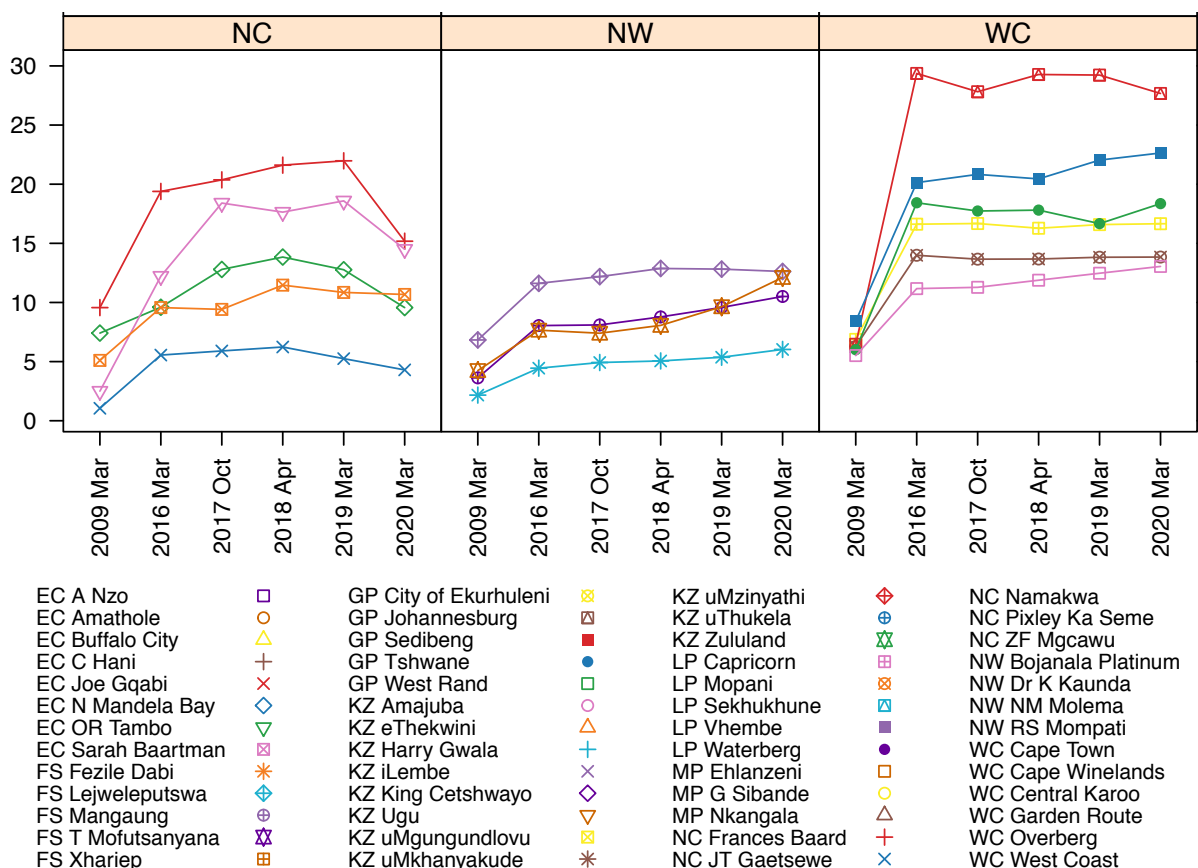 NC NW WC
30
25
20
15
10
5
0
2009 Mar 2016 Mar 2017 Oct 2018 Apr 2019 Mar 2020 Mar 2009 Mar 2016 Mar 2017 Oct 2018 Apr 2019 Mar 2020 Mar 2009 Mar 2016 Mar 2017 Oct 2018 Apr 2019 Mar 2020 Mar
EC A Nzo GP City of Ekurhuleni KZ uMzinyathi NC Namakwa
EC Amathole GP Johannesburg KZ uThukela NC Pixley Ka Seme
EC Buffalo City GP Sedibeng KZ Zululand NC ZF Mgcawu
EC C Hani GP Tshwane LP Capricorn NW Bojanala Platinum
EC Joe Gqabi GP West Rand LP Mopani NW Dr K Kaunda
EC N Mandela Bay KZ Amajuba LP Sekhukhune NW NM Molema
EC OR Tambo KZ eThekwini LP Vhembe NW RS Mompati
EC Sarah Baartman KZ Harry Gwala LP Waterberg WC Cape Town
FS Fezile Dabi KZ iLembe MP Ehlanzeni WC Cape Winelands
FS Lejweleputswa KZ King Cetshwayo MP G Sibande WC Central Karoo
FS Mangaung KZ Ugu MP Nkangala WC Garden Route
FS T Mofutsanyana KZ uMgungundlovu NC Frances Baard WC Overberg
FS Xhariep KZ uMkhanyakude NC JT Gaetsewe WC West Coast